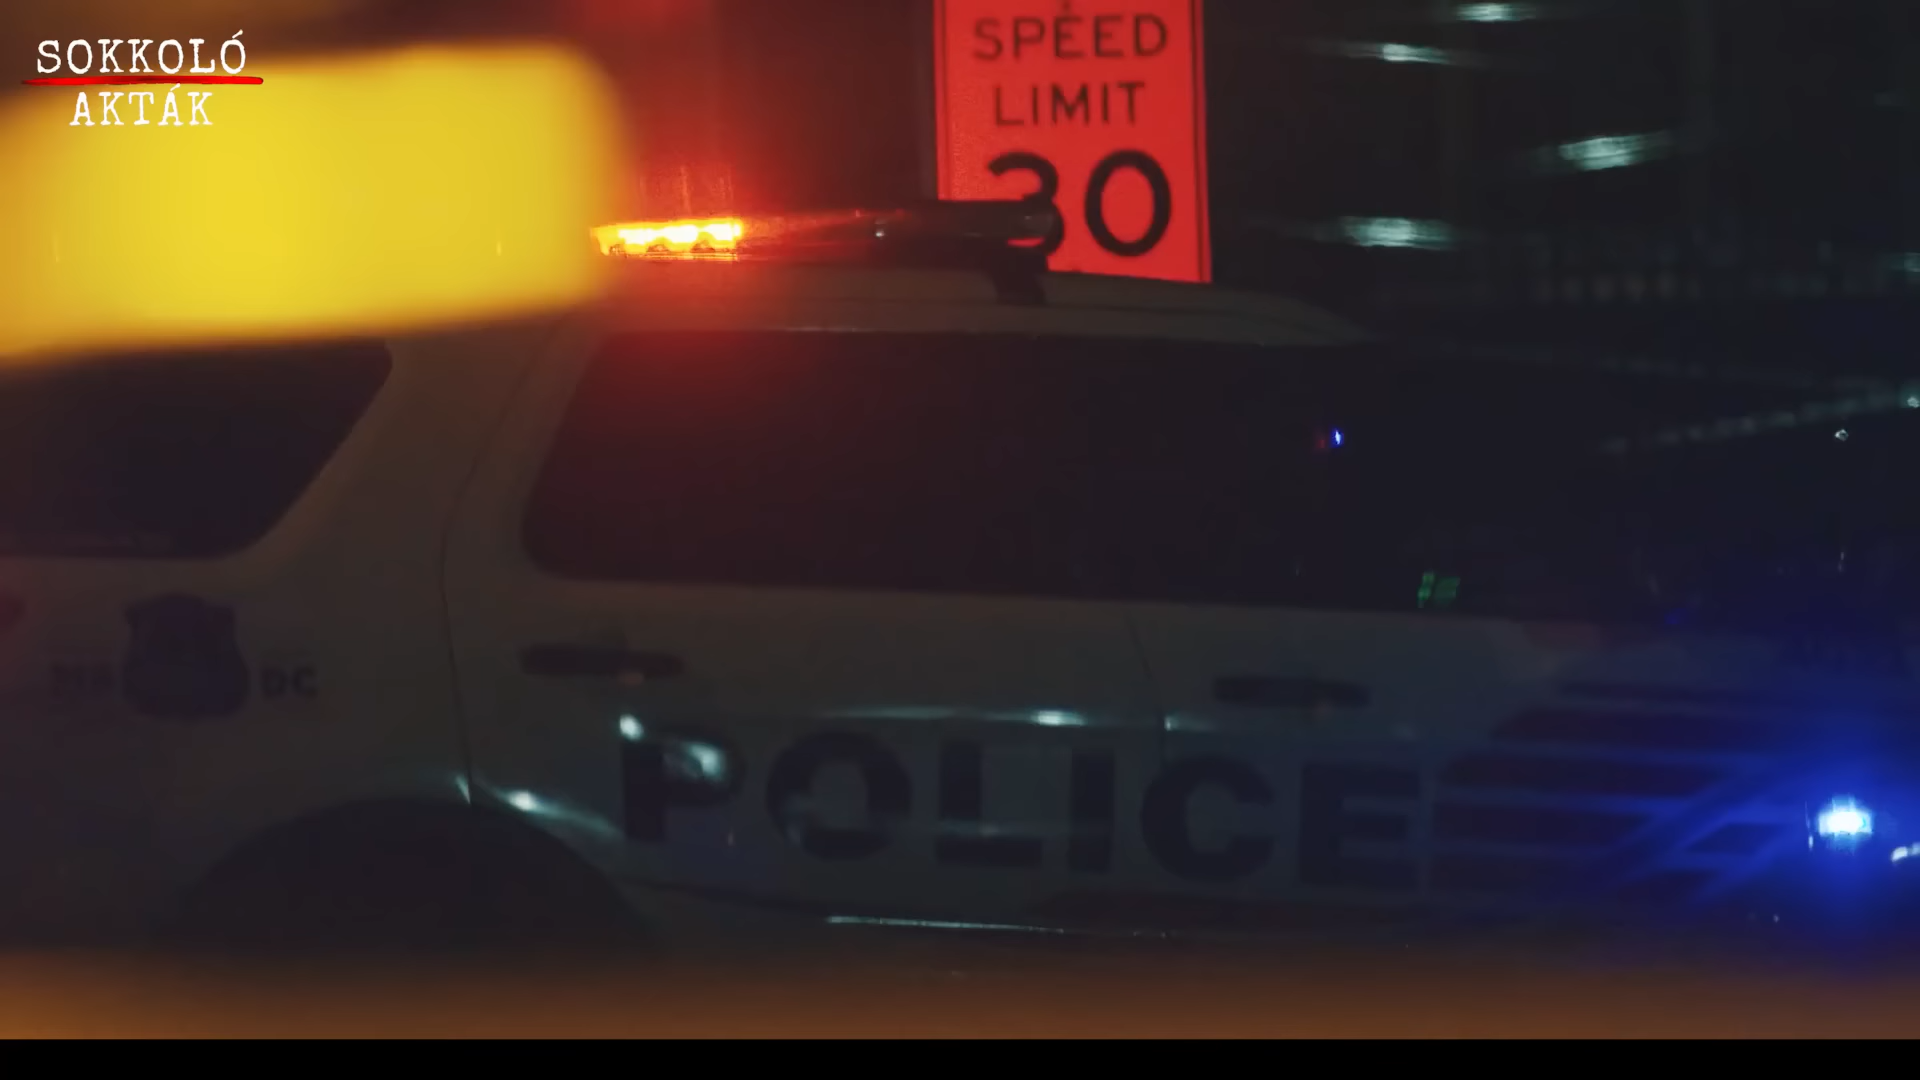 SOKKOLÓ
AKTÁK
SPEED
LIMIT
30
DC
POLICE